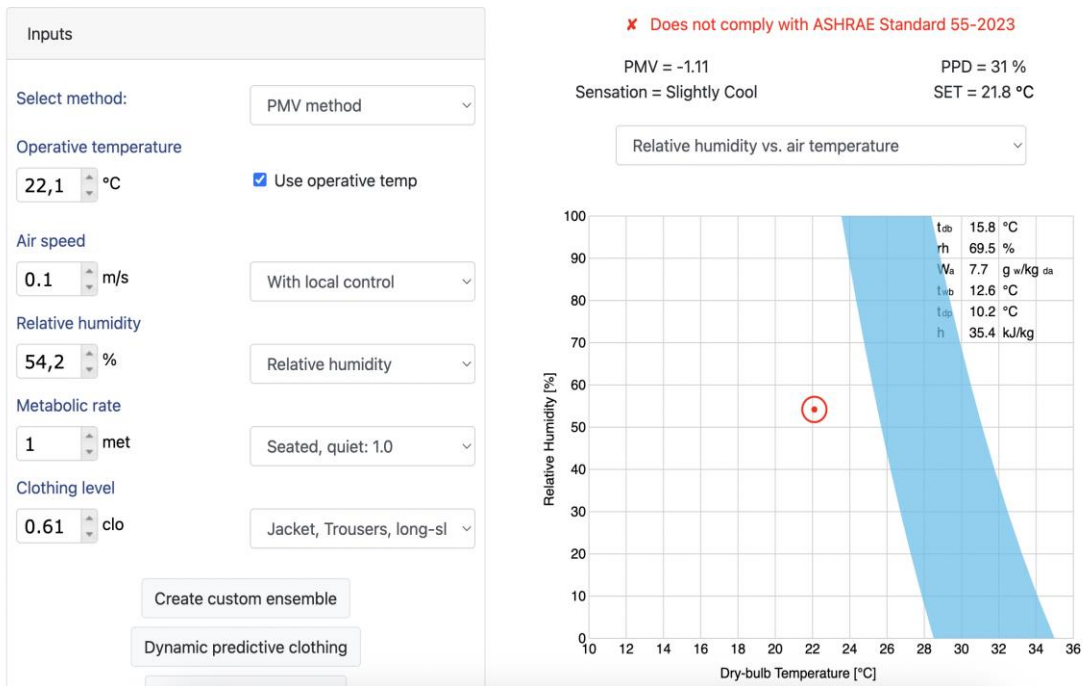 Inputs
Select method:
PMV method
Operative temperature
22,1 °C
Use operative temp
Air speed
0.1 m/s
With local control
Relative humidity
54,2 %
Relative humidity
Metabolic rate
1 met
Seated, quiet: 1.0
Clothing level
0.61 clo
Jacket, Trousers, long-sl
Create custom ensemble
Dynamic predictive clothing
✘ Does not comply with ASHRAE Standard 55-2023
PMV = -1.11 PPD = 31 %
Sensation = Slightly Cool SET = 21.8 °C
Relative humidity vs. air temperature
tdb 15.8 °C
rh 69.5 %
Wa 7.7 g w/kg da
twb 12.6 °C
tdp 10.2 °C
h 35.4 kJ/kg
Relative Humidity [%]
100
90
80
70
60
50
40
30
20
10
0
10 12 14 16 18 20 22 24 26 28 30 32 34 36
Dry-bulb Temperature [°C]